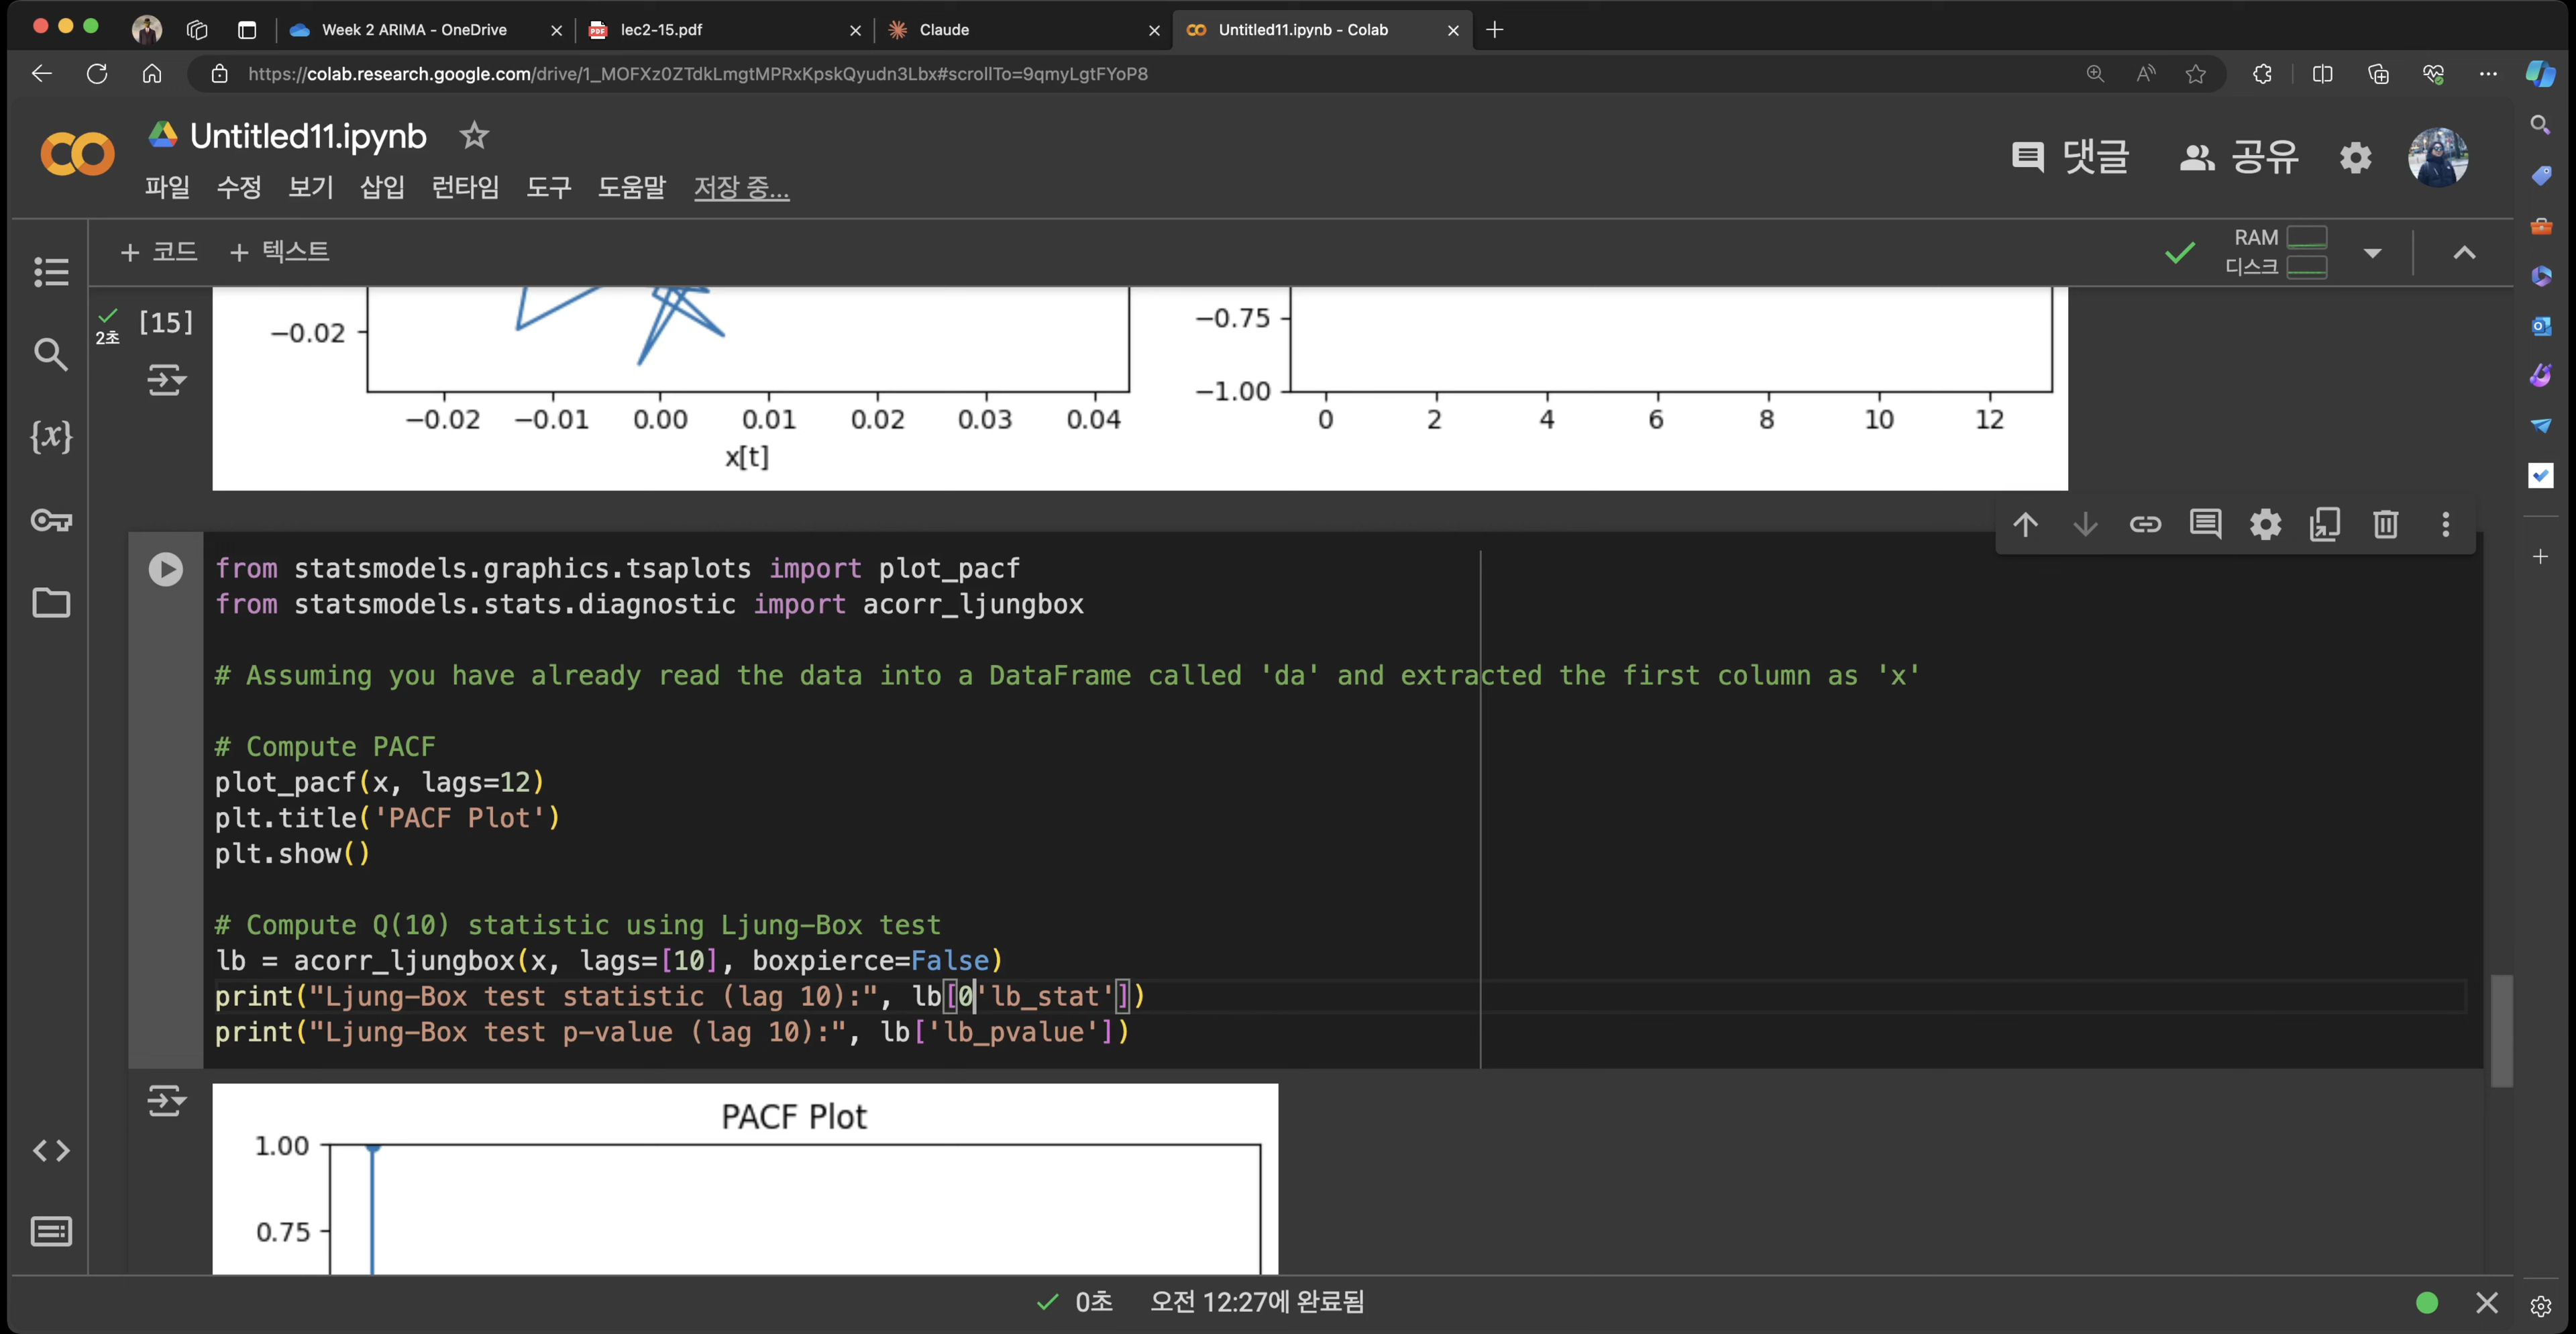 Week 2 ARIMA - OneDrive
lec2-15.pdf
Claude
Untitled11.ipynb - Colab
https://colab.research.google.com/drive/1_MOFXz0ZTdkLmgtMPRxKpskQyudn3Lbx#scrollTo=9qmyLgtFYoP8
Untitled11.ipynb
댓글
공유
파일 수정 보기 삽입 런타임 도구 도움말 저장 중...
+ 코드 + 텍스트
RAM
디스크
2초
[15]
−0.02
−0.75
−1.00
−0.02 −0.01 0.00 0.01 0.02 0.03 0.04
0 2 4 6 8 10 12
x[t]
from statsmodels.graphics.tsaplots import plot_pacf
from statsmodels.stats.diagnostic import acorr_ljungbox
# Assuming you have already read the data into a DataFrame called 'da' and extracted the first column as 'x'
# Compute PACF
plot_pacf(x, lags=12)
plt.title('PACF Plot')
plt.show()
# Compute Q(10) statistic using Ljung-Box test
lb = acorr_ljungbox(x, lags=[10], boxpierce=False)
print("Ljung-Box test statistic (lag 10):", lb[0'lb_stat'])
print("Ljung-Box test p-value (lag 10):", lb['lb_pvalue'])
PACF Plot
1.00
0.75
0초 오전 12:27에 완료됨